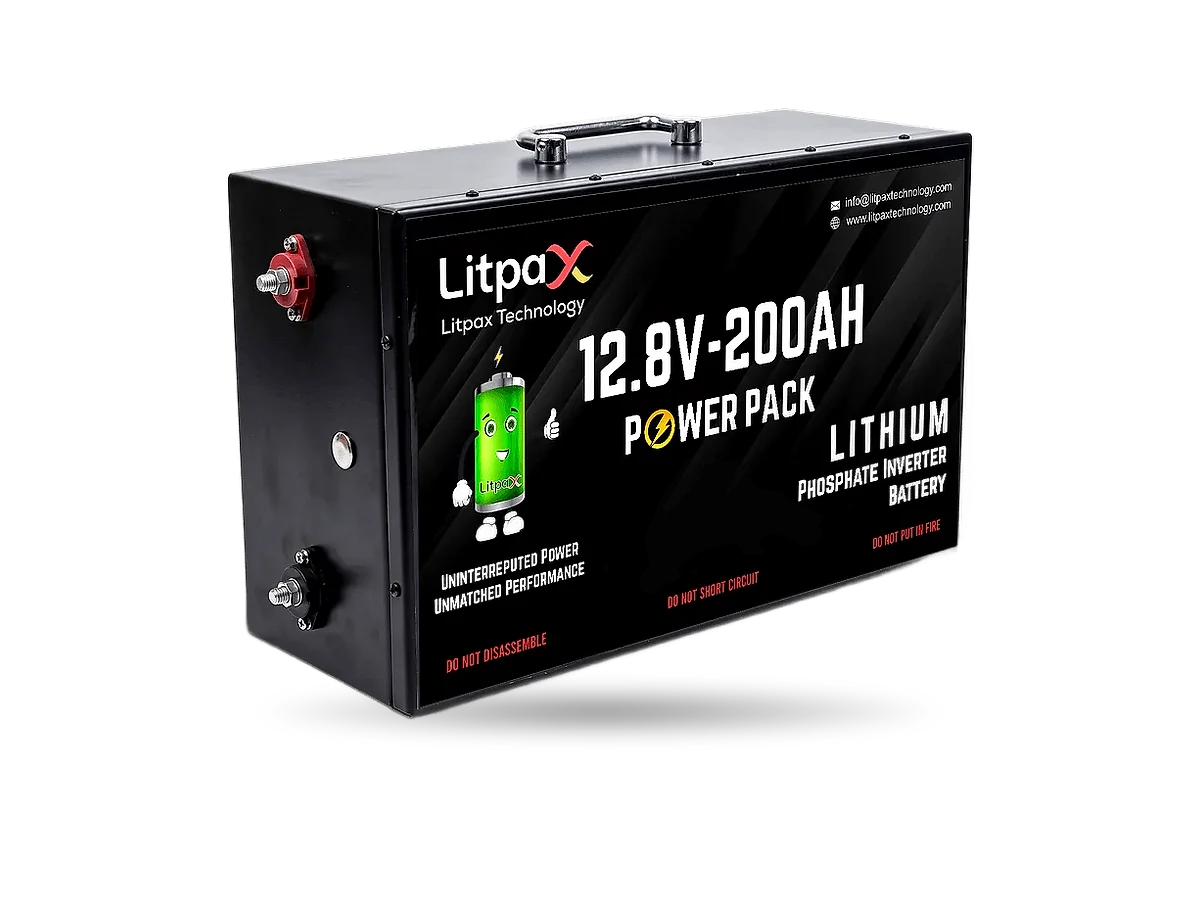 info@litpaxtechnology.com
www.litpaxtechnology.com
LitpaX
Litpax Technology
12.8V-200AH
POWER PACK
LITHIUM
PHOSPHATE INVERTER
BATTERY
LitpaX
UNINTERREPUTED POWER
UNMATCHED PERFORMANCE
DO NOT DISASSEMBLE
DO NOT SHORT CIRCUIT
DO NOT PUT IN FIRE